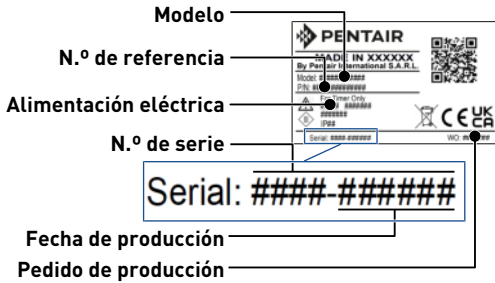 Modelo
N.º de referencia
Alimentación eléctrica
N.º de serie
Fecha de producción
Pedido de producción
PENTAIR
MADE IN XXXXXX
By Pentair International S.A.R.L.
Model: ############
P/N: ############
For Timer Only
#### #######
#######
IP##
CE UK CA
Serial: ####-######
WO: #######
Serial: ####-######